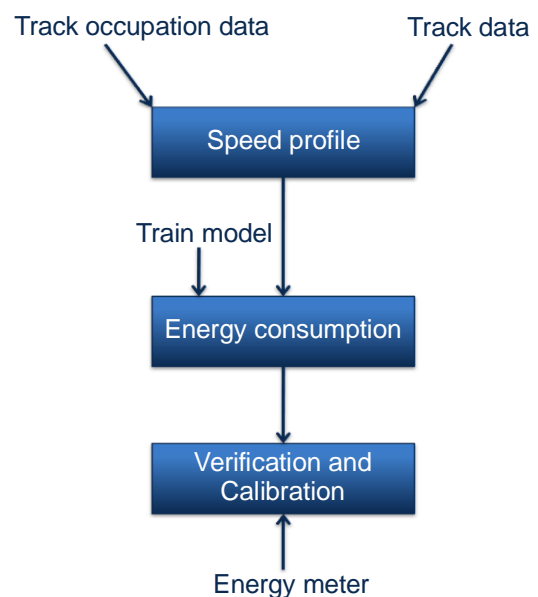 Track occupation data
Track data
Speed profile
Train model
Energy consumption
Verification and
Calibration
Energy meter